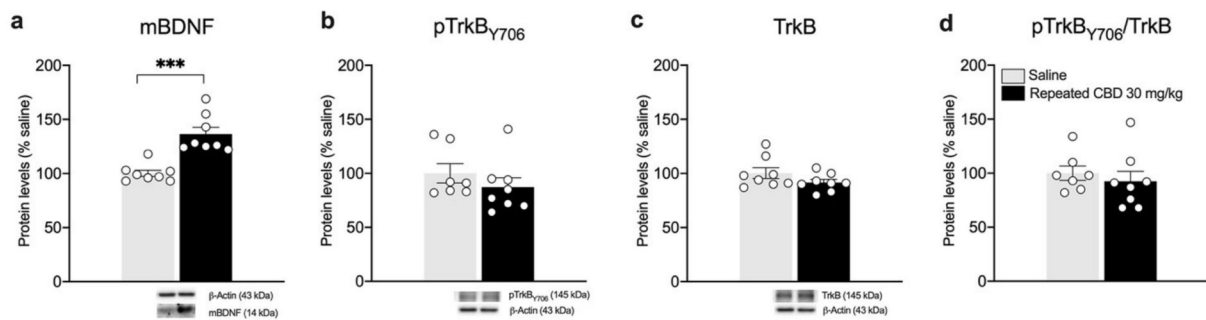 a
mBDNF
Protein levels (% saline)
200
150
100
50
0
***
β-Actin (43 kDa)
mBDNF (14 kDa)
b
pTrkBY706
Protein levels (% saline)
200
150
100
50
0
pTrkBY706 (145 kDa)
β-Actin (43 kDa)
c
TrkB
Protein levels (% saline)
200
150
100
50
0
TrkB (145 kDa)
β-Actin (43 kDa)
d
pTrkBY706/TrkB
Protein levels (% saline)
200
150
100
50
0
Saline
Repeated CBD 30 mg/kg